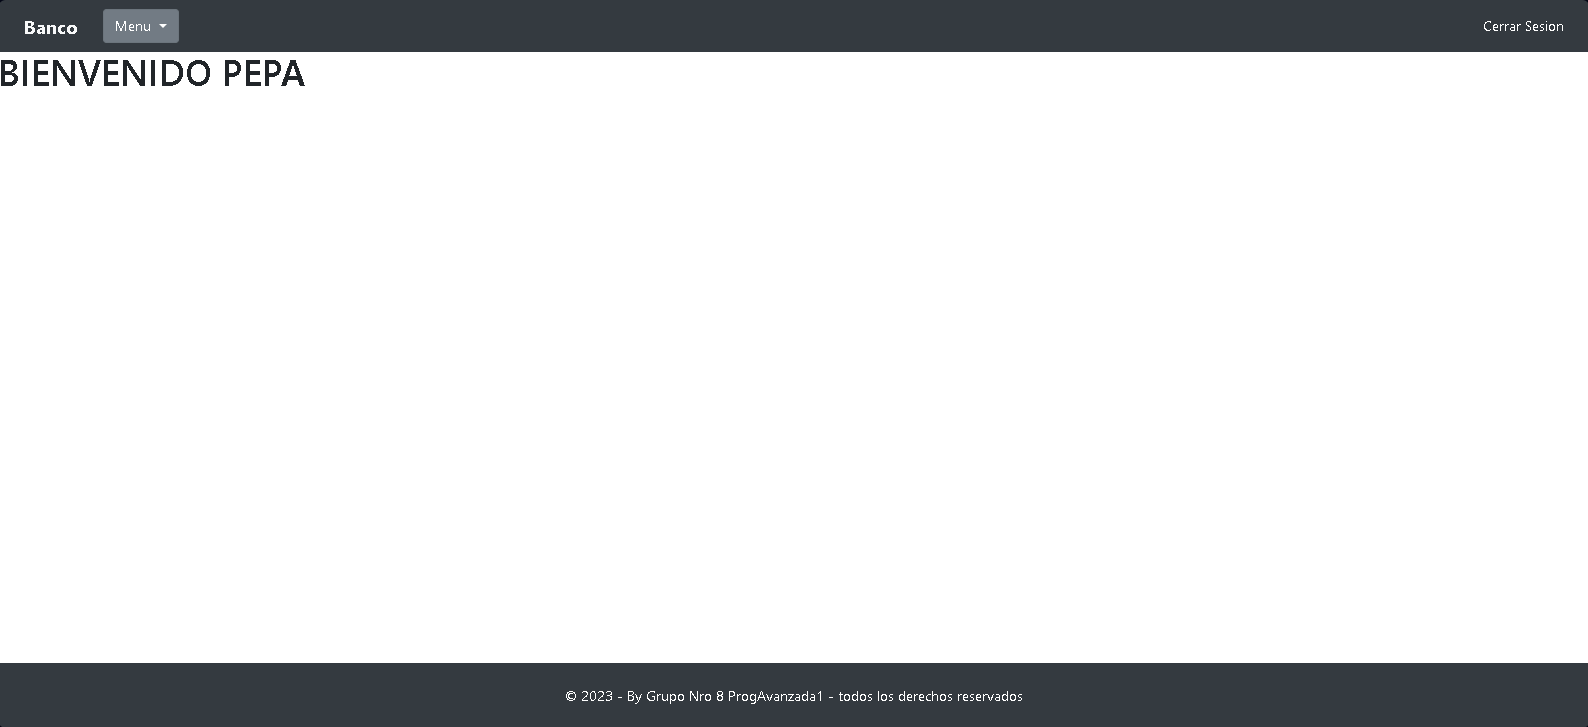 Banco Menu Cerrar Sesion
BIENVENIDO PEPA
© 2023 - By Grupo Nro 8 ProgAvanzada1 - todos los derechos reservados